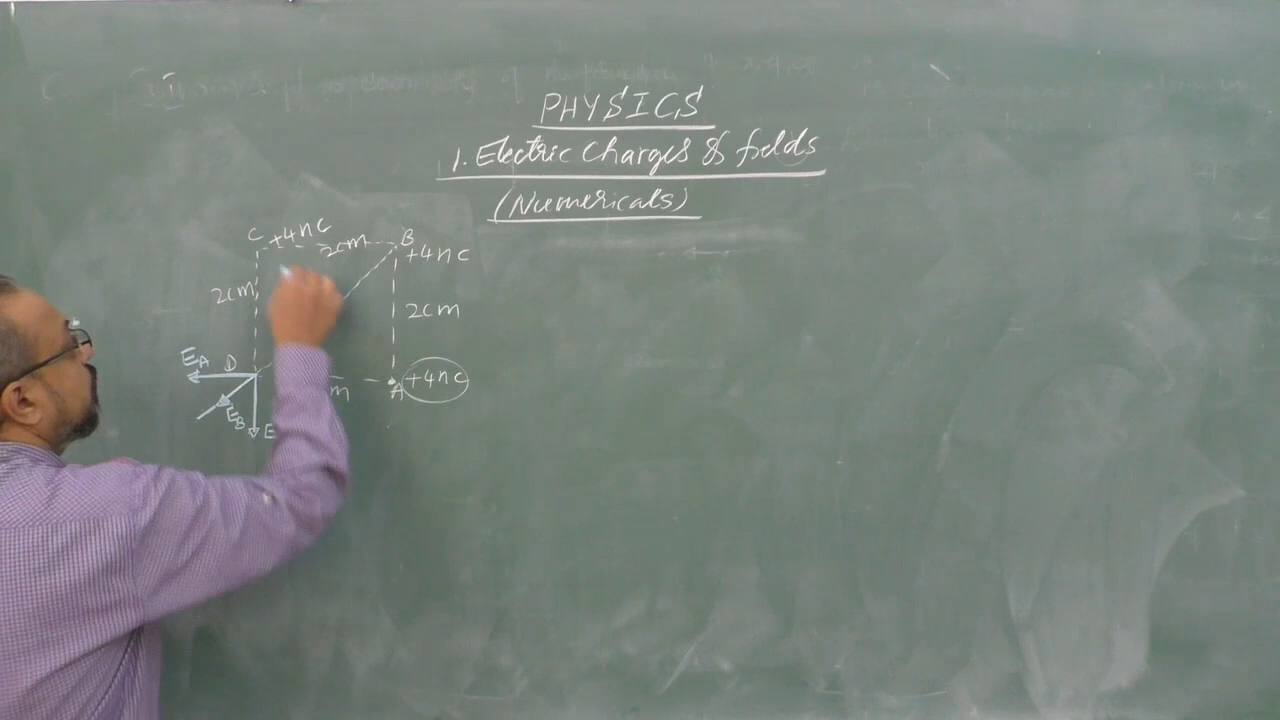 PHYSICS
1. Electric Charges & fields
(Numericals)
C +4nc 2cm B
+4nc
2cm
2cm
EA D
m A +4nc
EB
E